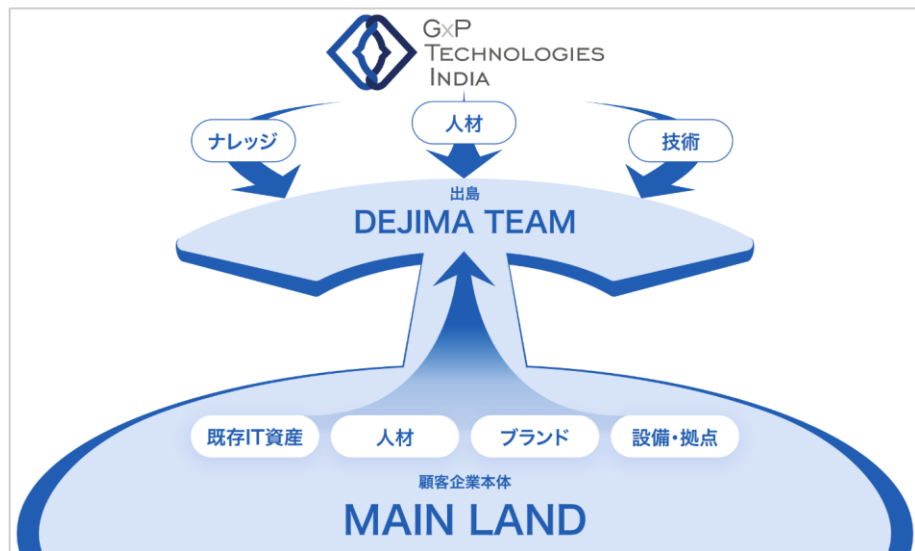 GxP
TECHNOLOGIES
INDIA
ナレッジ
人材
技術
出島
DEJIMA TEAM
既存IT資産
人材
ブランド
設備・拠点
顧客企業本体
MAIN LAND